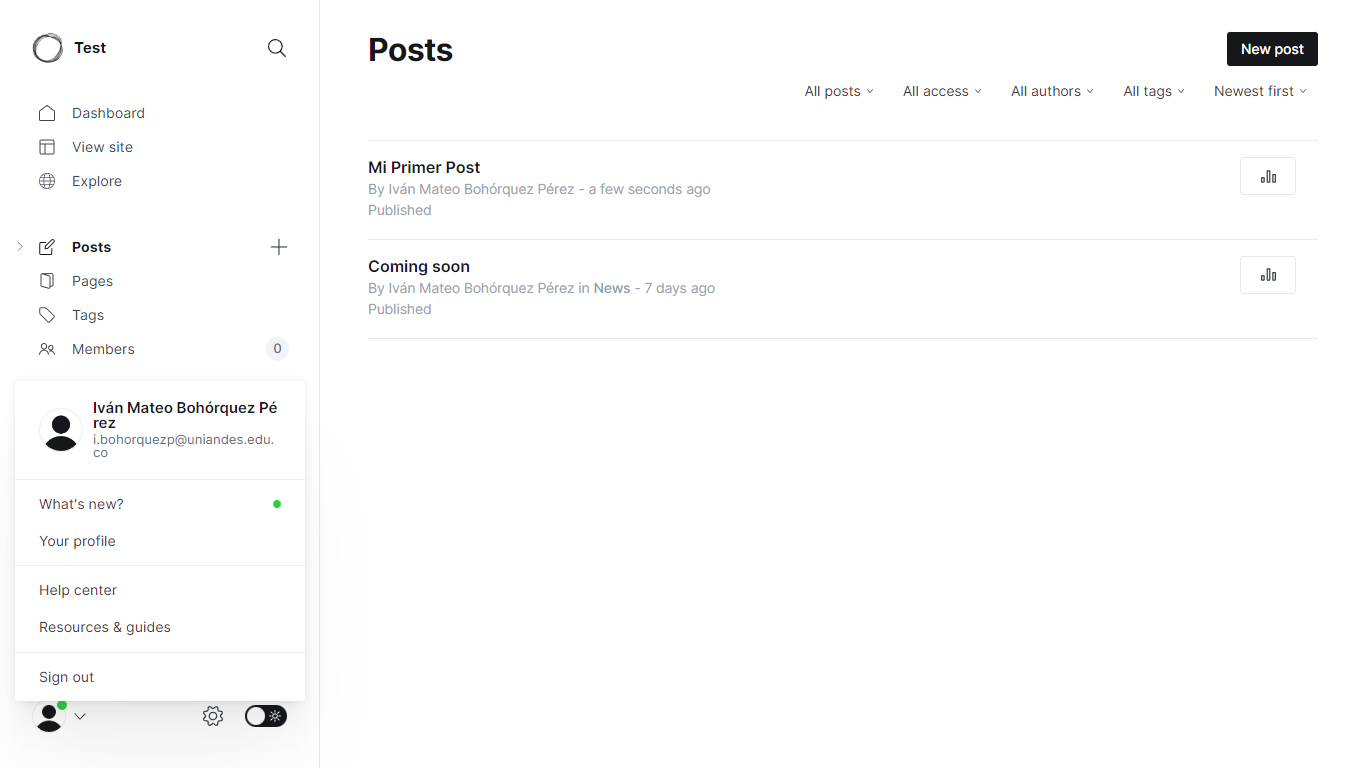 Test
Dashboard
View site
Explore
Posts
Pages
Tags
Members
0
Iván Mateo Bohórquez Pé
rez
i.bohorquezp@uniandes.edu.
co
What's new?
Your profile
Help center
Resources & guides
Sign out
Posts
New post
All posts
All access
All authors
All tags
Newest first
Mi Primer Post
By Iván Mateo Bohórquez Pérez - a few seconds ago
Published
Coming soon
By Iván Mateo Bohórquez Pérez in News - 7 days ago
Published